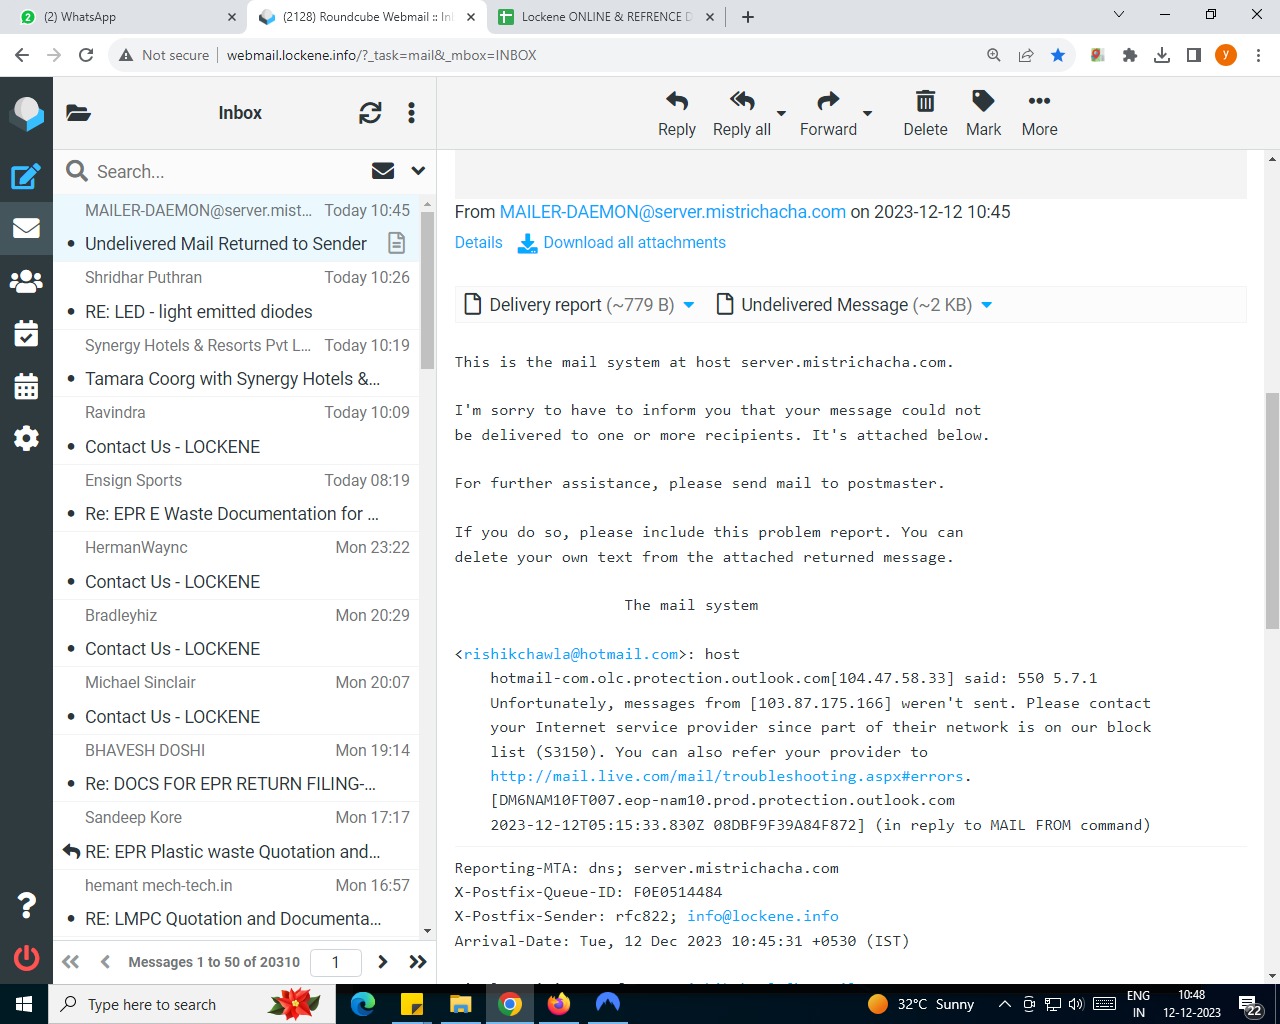 (2) WhatsApp
(2128) Roundcube Webmail :: In
Lockene ONLINE & REFRENCE D
Not secure
webmail.lockene.info/?_task=mail&_mbox=INBOX
y
Inbox
Reply
Reply all
Forward
Delete
Mark
More
Search...
MAILER-DAEMON@server.mist... Today 10:45
Undelivered Mail Returned to Sender
Shridhar Puthran Today 10:26
RE: LED - light emitted diodes
Synergy Hotels & Resorts Pvt L... Today 10:19
Tamara Coorg with Synergy Hotels &...
Ravindra Today 10:09
Contact Us - LOCKENE
Ensign Sports Today 08:19
Re: EPR E Waste Documentation for ...
HermanWaync Mon 23:22
Contact Us - LOCKENE
Bradleyhiz Mon 20:29
Contact Us - LOCKENE
Michael Sinclair Mon 20:07
Contact Us - LOCKENE
BHAVESH DOSHI Mon 19:14
Re: DOCS FOR EPR RETURN FILING-...
Sandeep Kore Mon 17:17
RE: EPR Plastic waste Quotation and...
hemant mech-tech.in Mon 16:57
RE: LMPC Quotation and Documenta...
Messages 1 to 50 of 20310
1
From MAILER-DAEMON@server.mistrichacha.com on 2023-12-12 10:45
Details Download all attachments
Delivery report (~779 B) Undelivered Message (~2 KB)
This is the mail system at host server.mistrichacha.com.
I'm sorry to have to inform you that your message could not
be delivered to one or more recipients. It's attached below.
For further assistance, please send mail to postmaster.
If you do so, please include this problem report. You can
delete your own text from the attached returned message.
The mail system
<rishikchawla@hotmail.com>: host
hotmail-com.olc.protection.outlook.com[104.47.58.33] said: 550 5.7.1
Unfortunately, messages from [103.87.175.166] weren't sent. Please contact
your Internet service provider since part of their network is on our block
list (S3150). You can also refer your provider to
http://mail.live.com/mail/troubleshooting.aspx#errors.
[DM6NAM10FT007.eop-nam10.prod.protection.outlook.com
2023-12-12T05:15:33.830Z 08DBF9F39A84F872] (in reply to MAIL FROM command)
Reporting-MTA: dns; server.mistrichacha.com
X-Postfix-Queue-ID: F0E0514484
X-Postfix-Sender: rfc822; info@lockene.info
Arrival-Date: Tue, 12 Dec 2023 10:45:31 +0530 (IST)
Type here to search
32°C Sunny
ENG
IN
10:48
12-12-2023
22